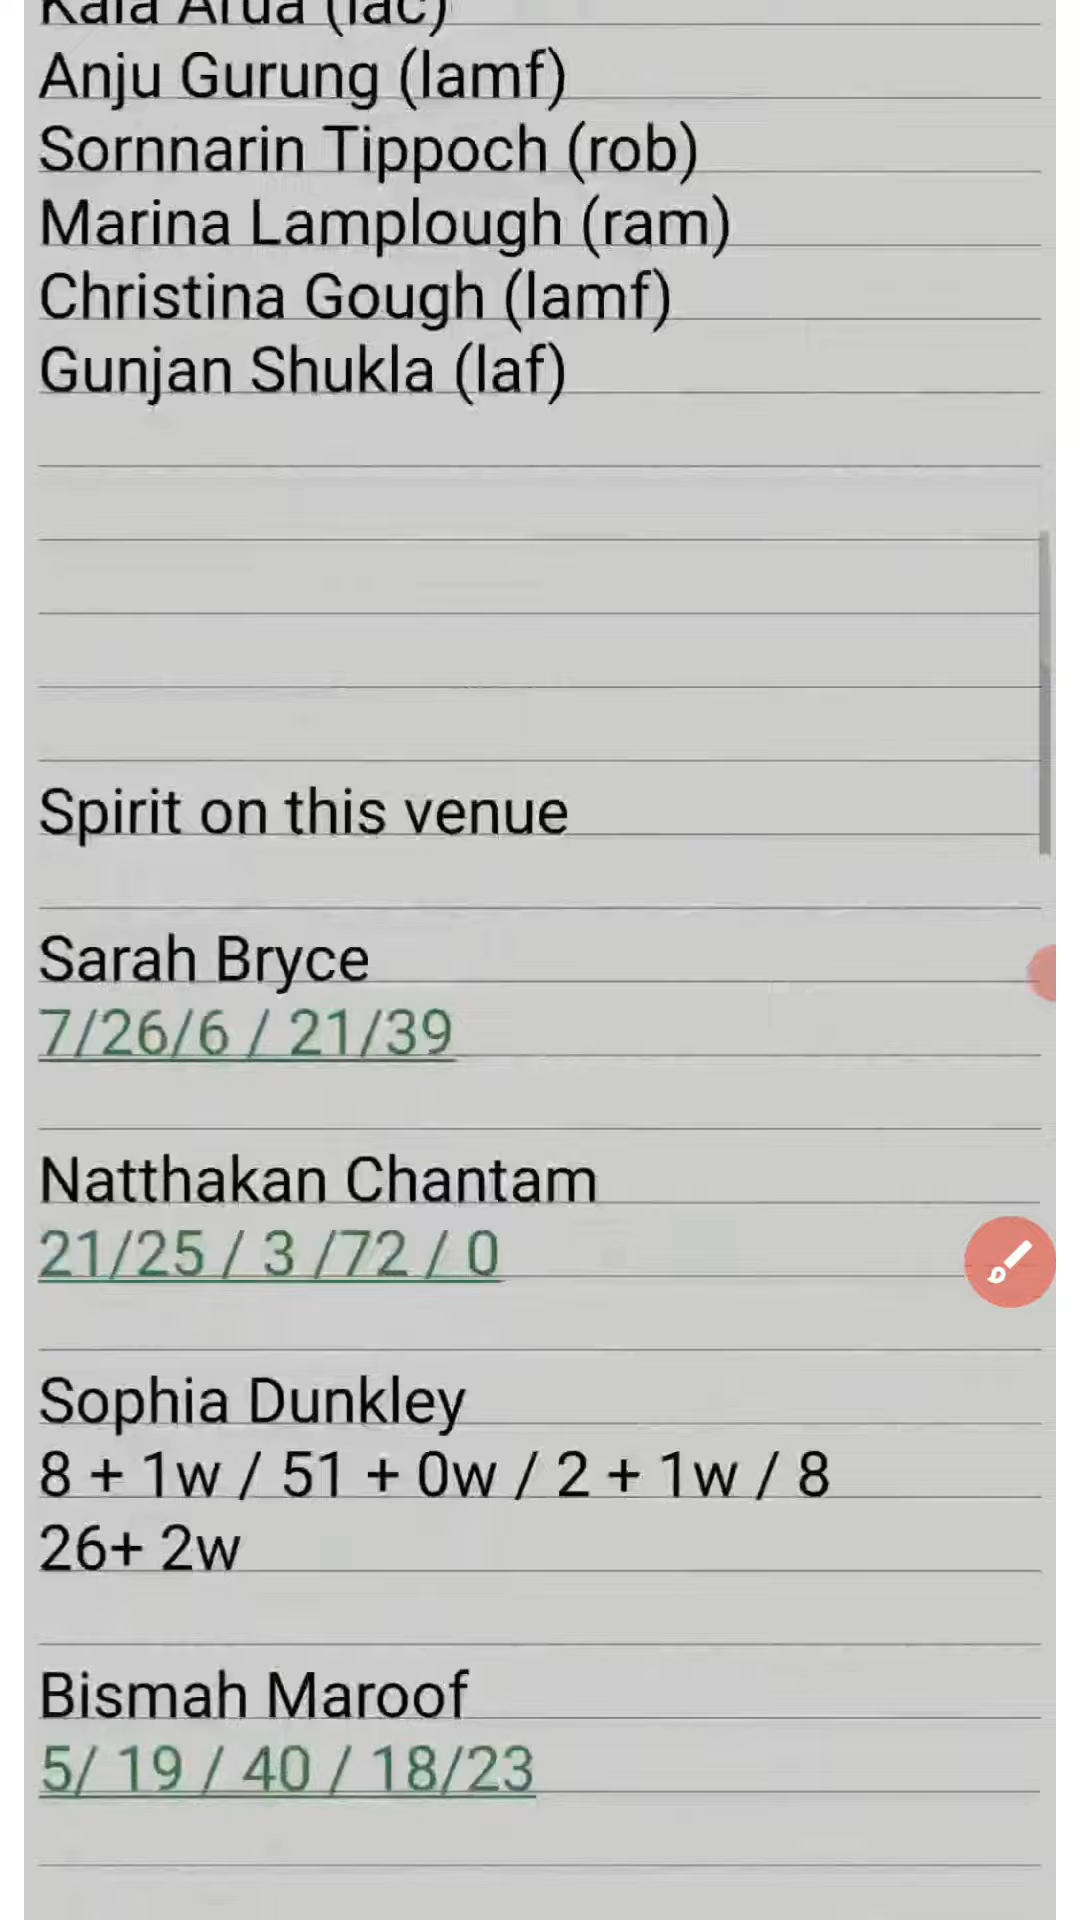 Anju Gurung (lamf)
Sornnarin Tippoch (rob)
Marina Lamplough (ram)
Christina Gough (lamf)
Gunjan Shukla (laf)
Spirit on this venue
Sarah Bryce
7/26/6 / 21/39
Natthakan Chantam
21/25 / 3 /72 / 0
Sophia Dunkley
8 + 1w / 51 + 0w / 2 + 1w / 8
26+ 2w
Bismah Maroof
5/ 19 / 40 / 18/23